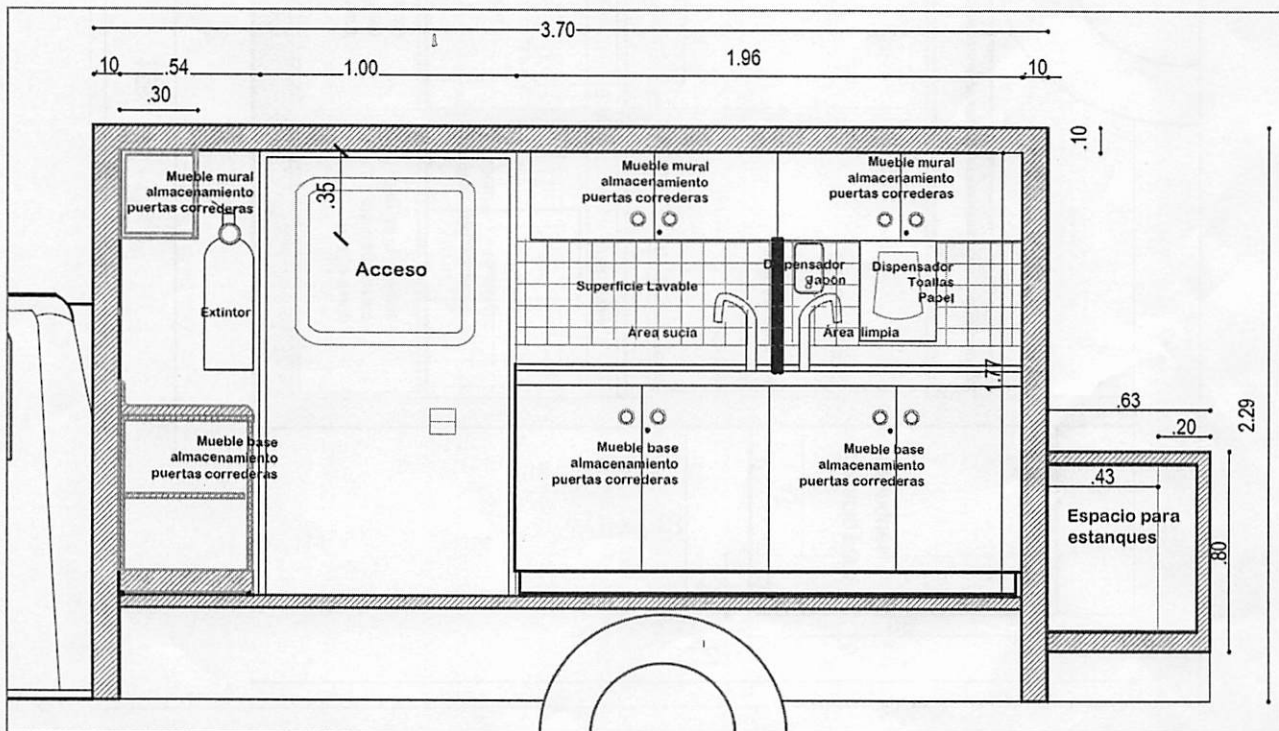 3.70
.10 .54 1.00 1.96 .10
.30
.10
Mueble mural
almacenamiento
puertas correderas
.35
Mueble mural
almacenamiento
puertas correderas
Mueble mural
almacenamiento
puertas correderas
Acceso
Extintor
Superficie Lavable
Dispensador
gabón
Dispensador
Toallas
Papel
Área sucia
Área limpia
1.77
.63
.20
2.29
Mueble base
almacenamiento
puertas correderas
Mueble base
almacenamiento
puertas correderas
Mueble base
almacenamiento
puertas correderas
.43
Espacio para
estanques
.80